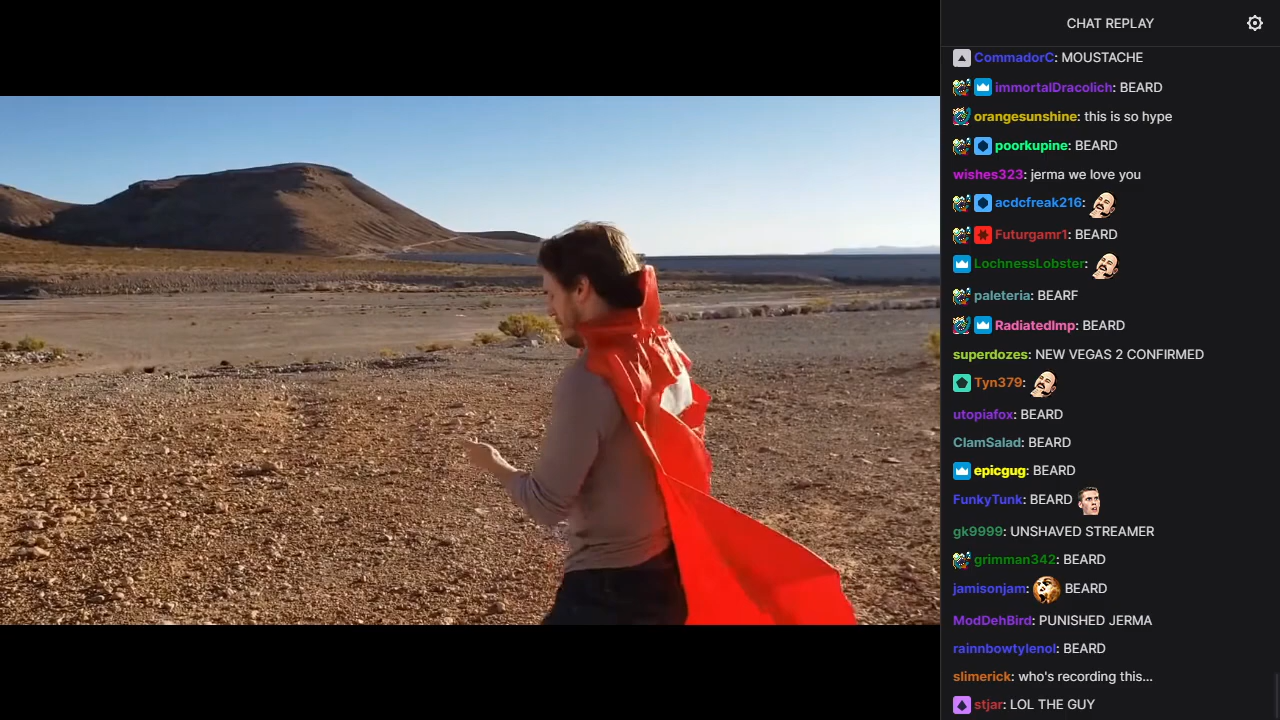 CHAT REPLAY
CommadorC: MOUSTACHE
immortalDracolich: BEARD
orangesunshine: this is so hype
poorkupine: BEARD
wishes323: jerma we love you
acdcfreak216:
Futurgamr1: BEARD
LochnessLobster:
paleteria: BEARF
RadiatedImp: BEARD
superdozes: NEW VEGAS 2 CONFIRMED
Tyn379:
utopiafox: BEARD
ClamSalad: BEARD
epicgug: BEARD
FunkyTunk: BEARD
gk9999: UNSHAVED STREAMER
grimman342: BEARD
jamisonjam: BEARD
ModDehBird: PUNISHED JERMA
rainnbowtylenol: BEARD
slimerick: who's recording this...
stjar: LOL THE GUY